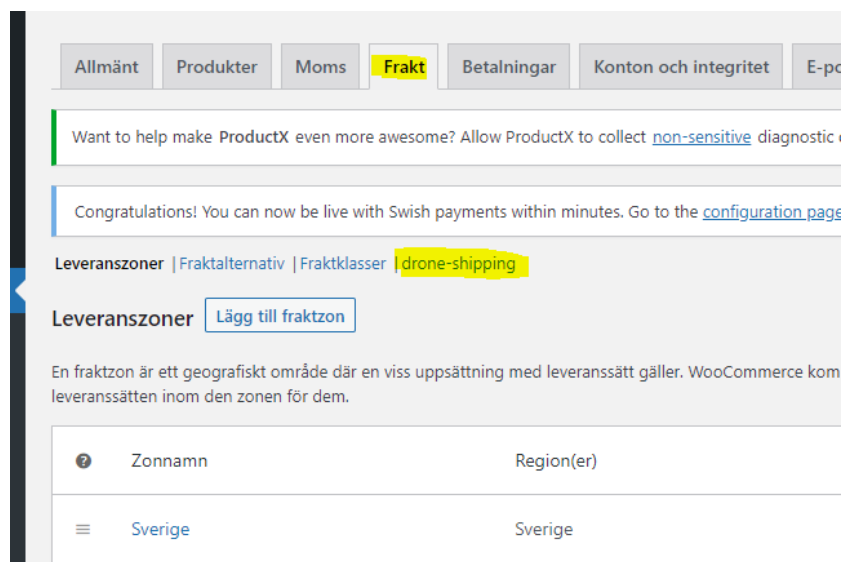 Allmänt Produkter Moms Frakt Betalningar Konton och integritet
Want to help make ProductX even more awesome? Allow ProductX to collect non-sensitive diagnostic
Congratulations! You can now be live with Swish payments within minutes. Go to the configuration page
Leveranszoner | Fraktalternativ | Fraktklasser | drone-shipping
Leveranszoner Lägg till fraktzon
En fraktzon är ett geografiskt område där en viss uppsättning med leveranssätt gäller. WooCommerce kom
leveranssätten inom den zonen för dem.
Zonnamn Region(er)
Sverige Sverige